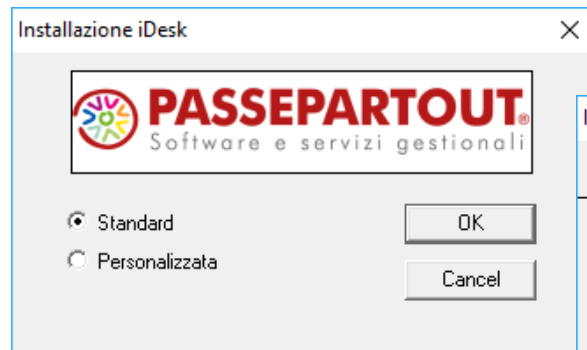 Installazione iDesk
PASSEPARTOUT®
Software e servizi gestionali
Standard
OK
Personalizzata
Cancel